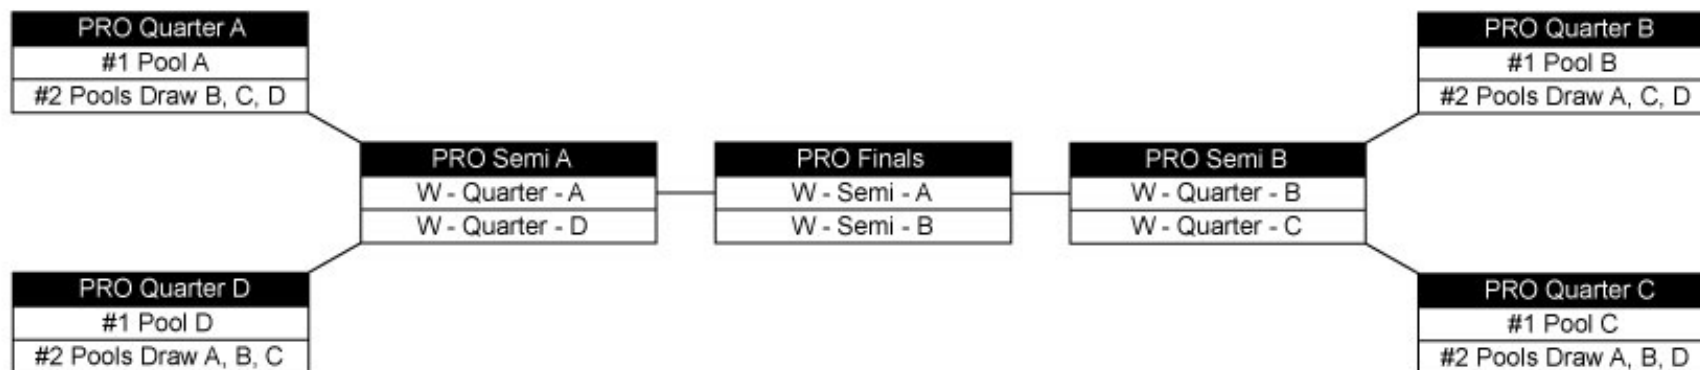 PRO Quarter A
#1 Pool A
#2 Pools Draw B, C, D
PRO Quarter B
#1 Pool B
#2 Pools Draw A, C, D
PRO Semi A
W - Quarter - A
W - Quarter - D
PRO Finals
W - Semi - A
W - Semi - B
PRO Semi B
W - Quarter - B
W - Quarter - C
PRO Quarter D
#1 Pool D
#2 Pools Draw A, B, C
PRO Quarter C
#1 Pool C
#2 Pools Draw A, B, D